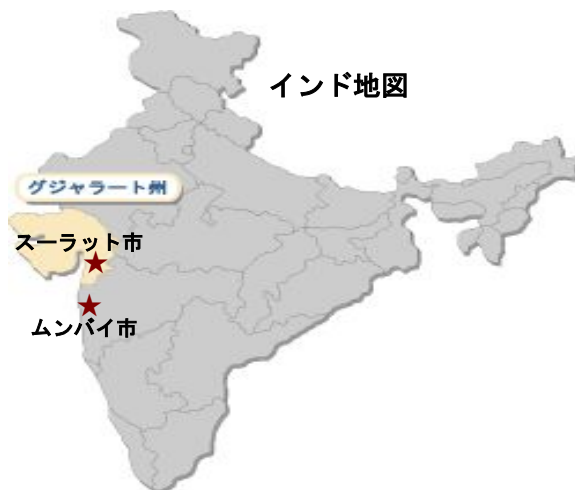 インド地図
グジャラート州
スーラット市
ムンバイ市